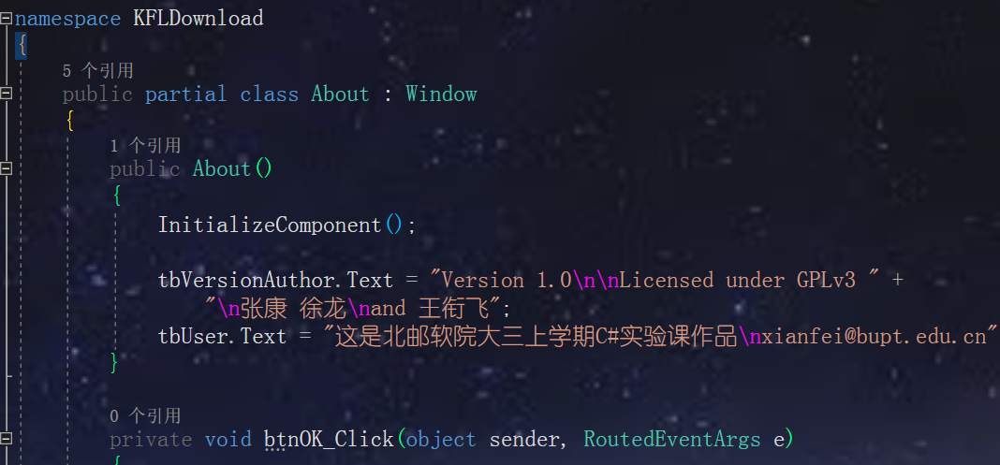 namespace KFLDownload
{
5 个引用
public partial class About : Window
{
1 个引用
public About()
{
InitializeComponent();
tbVersionAuthor.Text = "Version 1.0\n\nLicensed under GPLv3 " +
"\n张康 徐龙\nand 王衔飞";
tbUser.Text = "这是北邮软院大三上学期C#实验课作品\nxianfei@bupt.edu.cn"
}
0 个引用
private void btnOK_Click(object sender, RoutedEventArgs e)
{